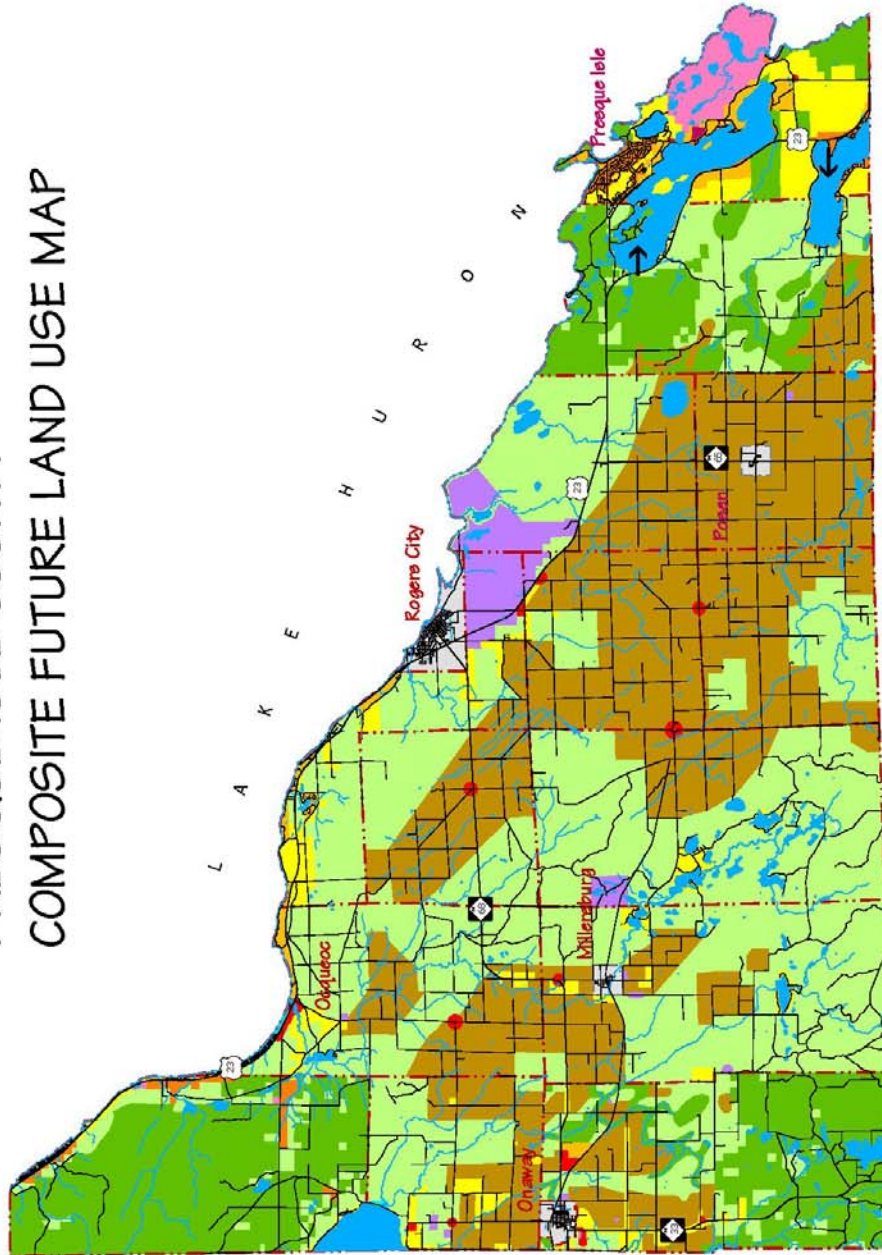 COMPOSITE FUTURE LAND USE MAP
L A K E H U R O N
Presque Isle
Rogers City
Ocqueoc
Posen
Millersburg
Onaway
23
23
23
65
68
33